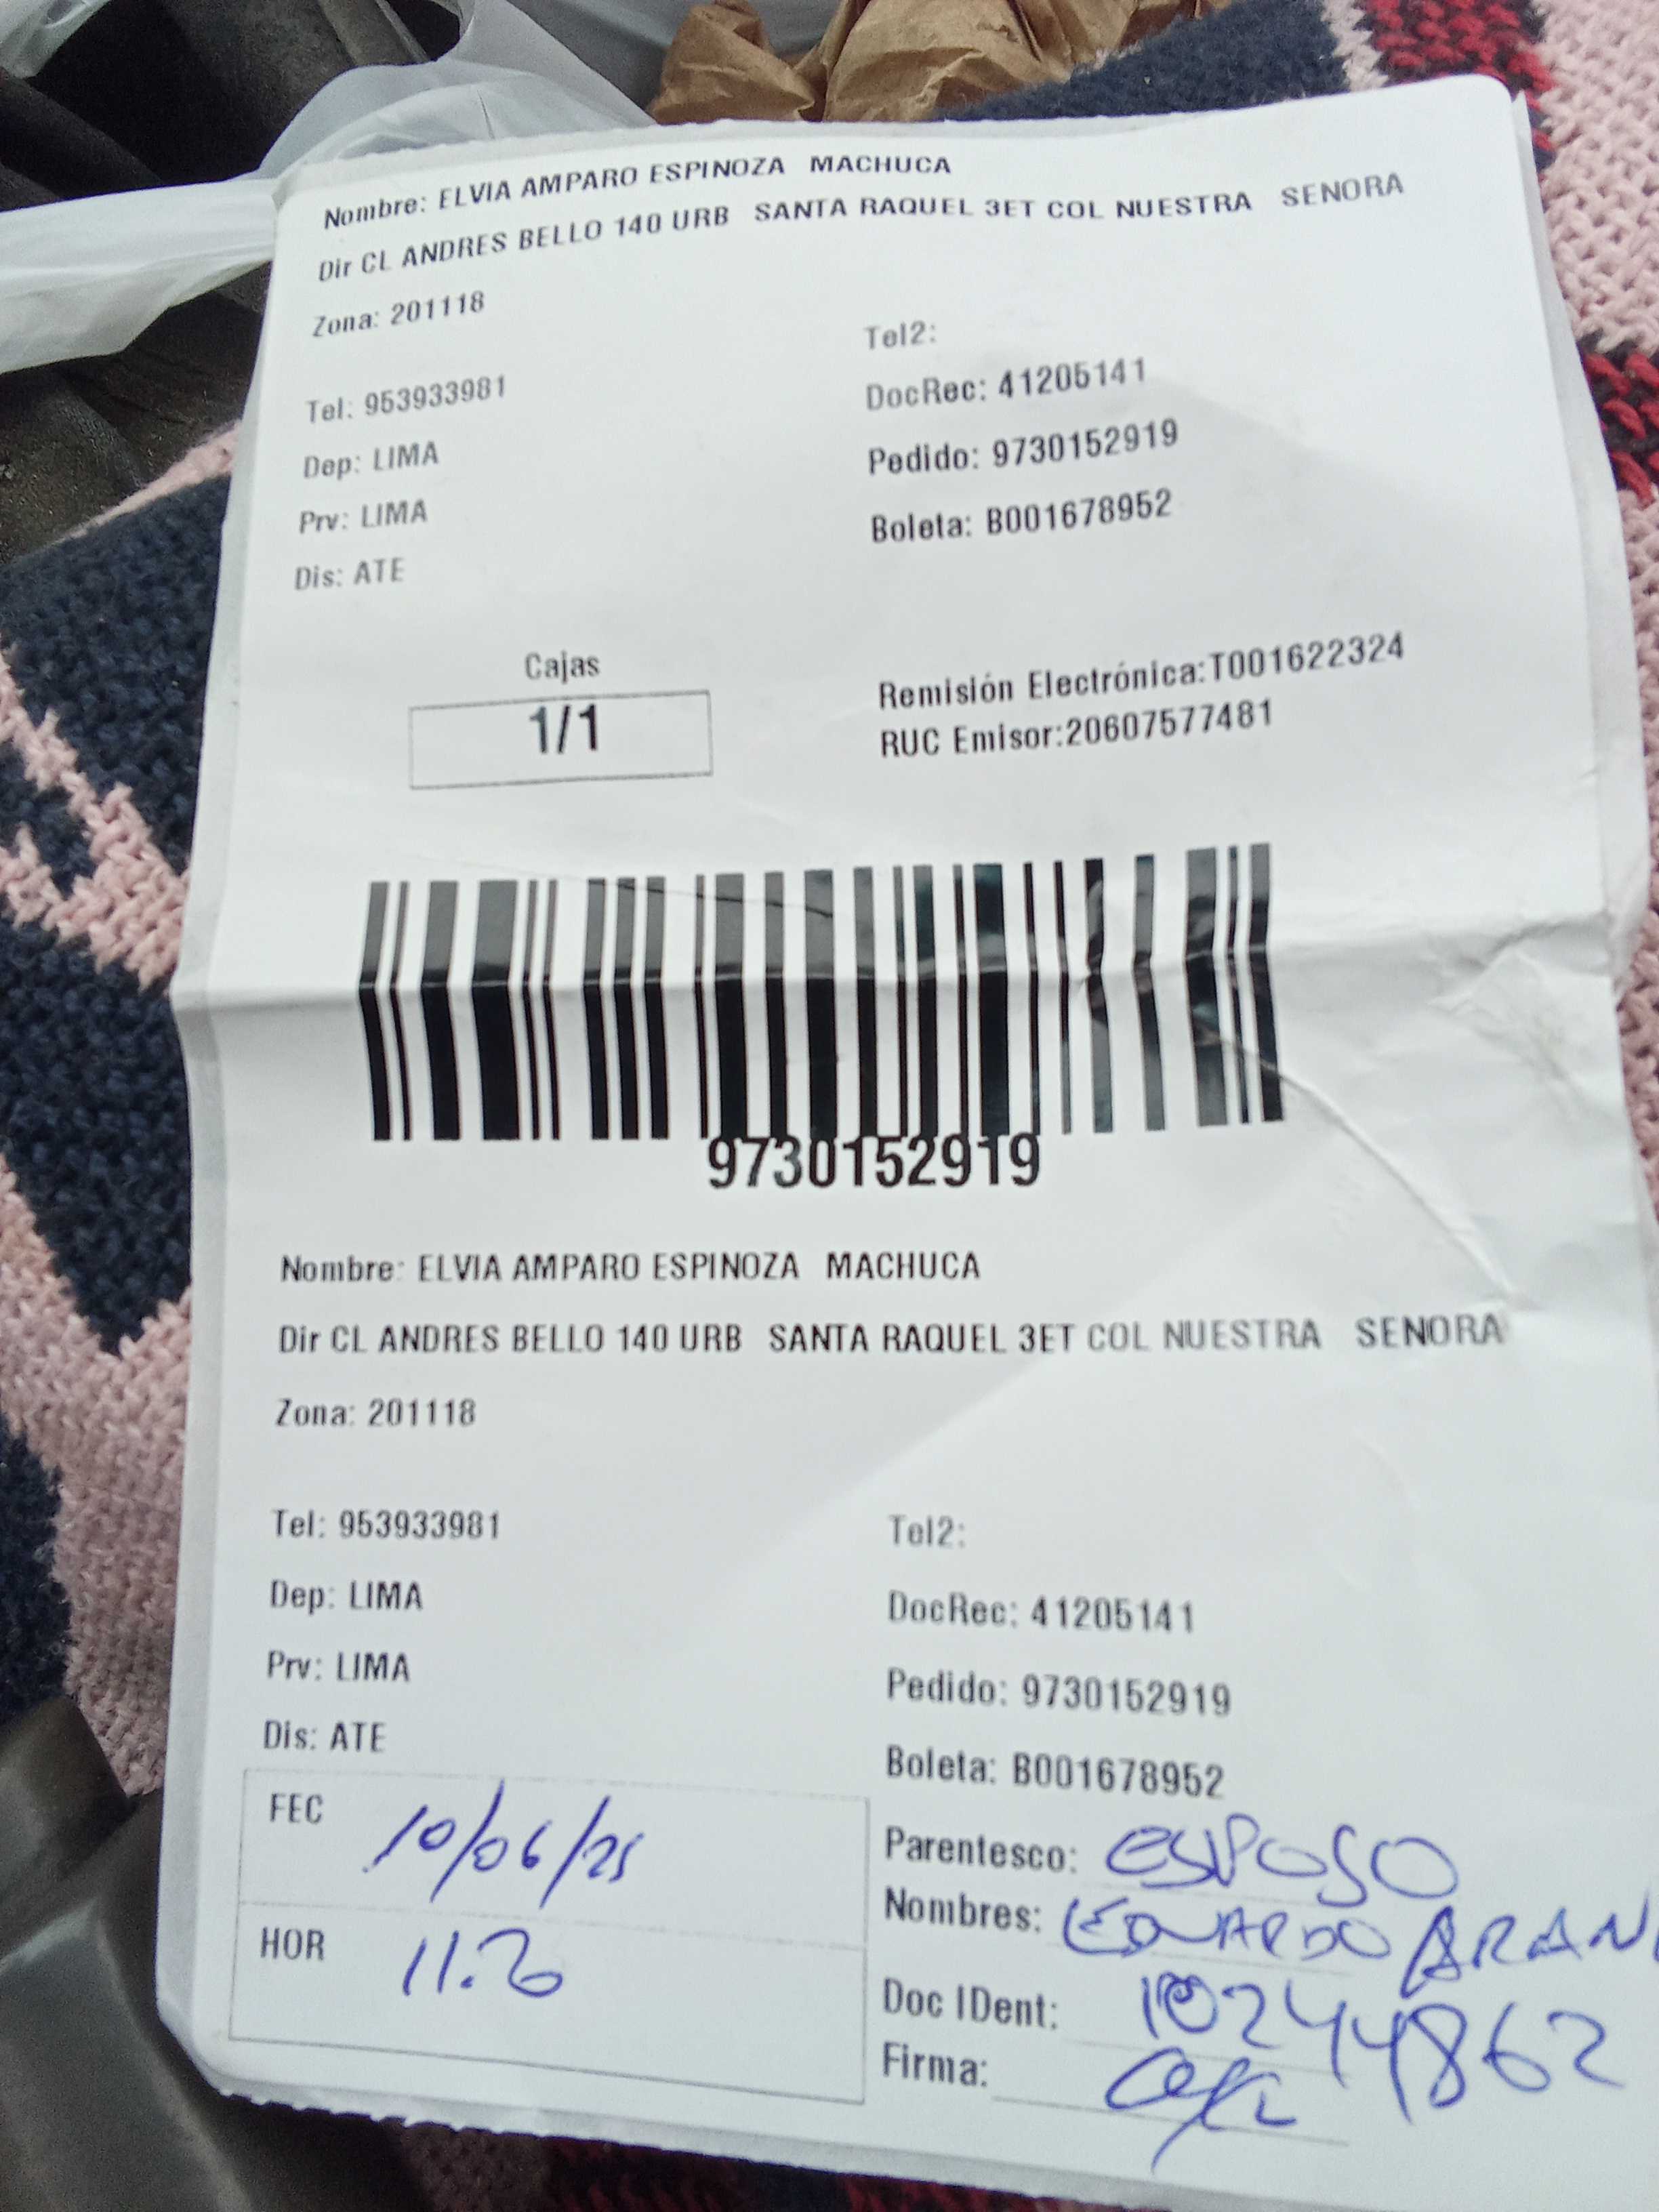 Nombre: ELVIA AMPARO ESPINOZA MACHUCA
Dir CL ANDRES BELLO 140 URB SANTA RAQUEL 3ET COL NUESTRA SENORA
Zona: 201118
Tel2:
Tel: 953933981
DocRec: 41205141
Dep: LIMA
Pedido: 9730152919
Prv: LIMA
Boleta: B001678952
Dis: ATE
Cajas
1/1
Remisión Electrónica:T001622324
RUC Emisor:20607577481
9730152919
Nombre: ELVIA AMPARO ESPINOZA MACHUCA
Dir CL ANDRES BELLO 140 URB SANTA RAQUEL 3ET COL NUESTRA SENORA
Zona: 201118
Tel: 953933981
Tel2:
Dep: LIMA
DocRec: 41205141
Prv: LIMA
Pedido: 9730152919
Dis: ATE
Boleta: B001678952
FEC 10/06/25
Parentesco: esposo
Nombres: EDUARDO ARAN
HOR
Doc IDent: 10244862
Firma: